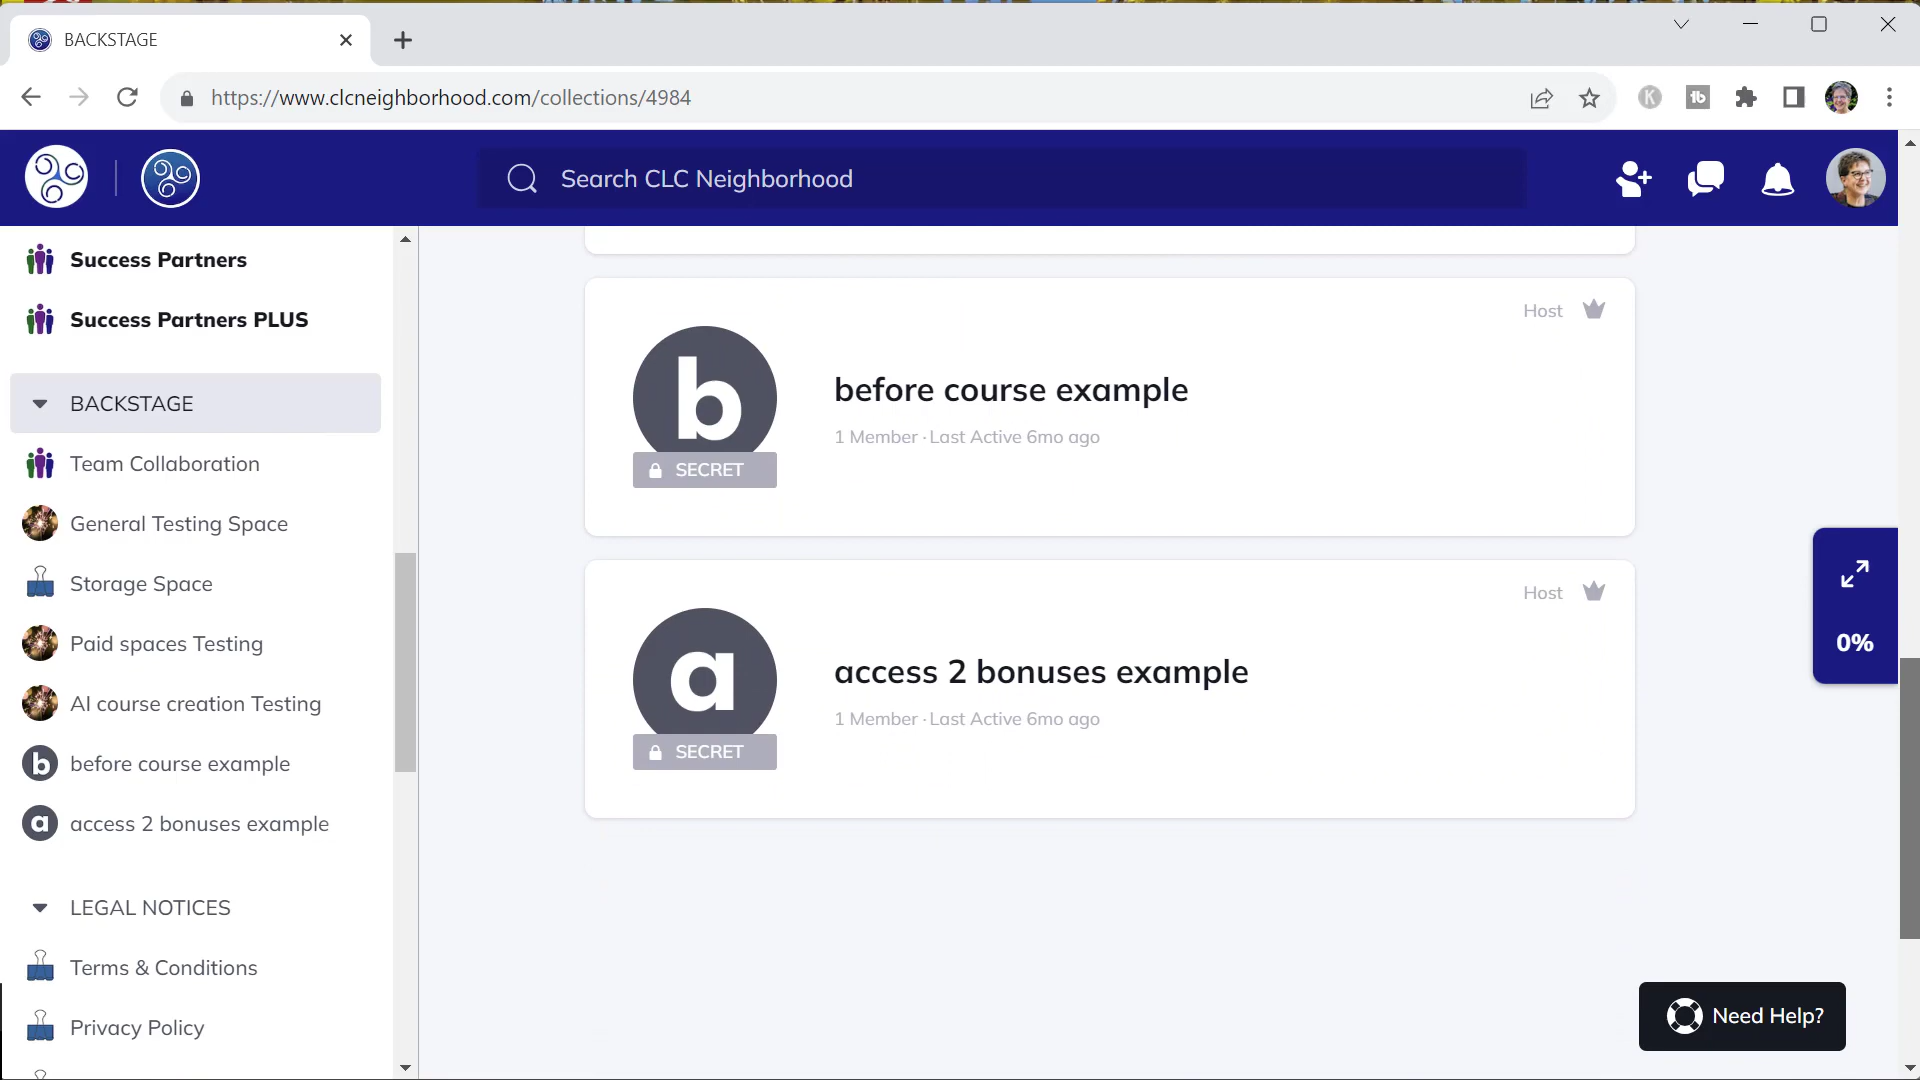 BACKSTAGE
https://www.clcneighborhood.com/collections/4984
Search CLC Neighborhood
Success Partners
Success Partners PLUS
BACKSTAGE
Team Collaboration
General Testing Space
Storage Space
Paid spaces Testing
AI course creation Testing
b before course example
a access 2 bonuses example
LEGAL NOTICES
Terms & Conditions
Privacy Policy
Host
b
SECRET
before course example
1 Member · Last Active 6mo ago
Host
a
SECRET
access 2 bonuses example
1 Member · Last Active 6mo ago
0%
Need Help?